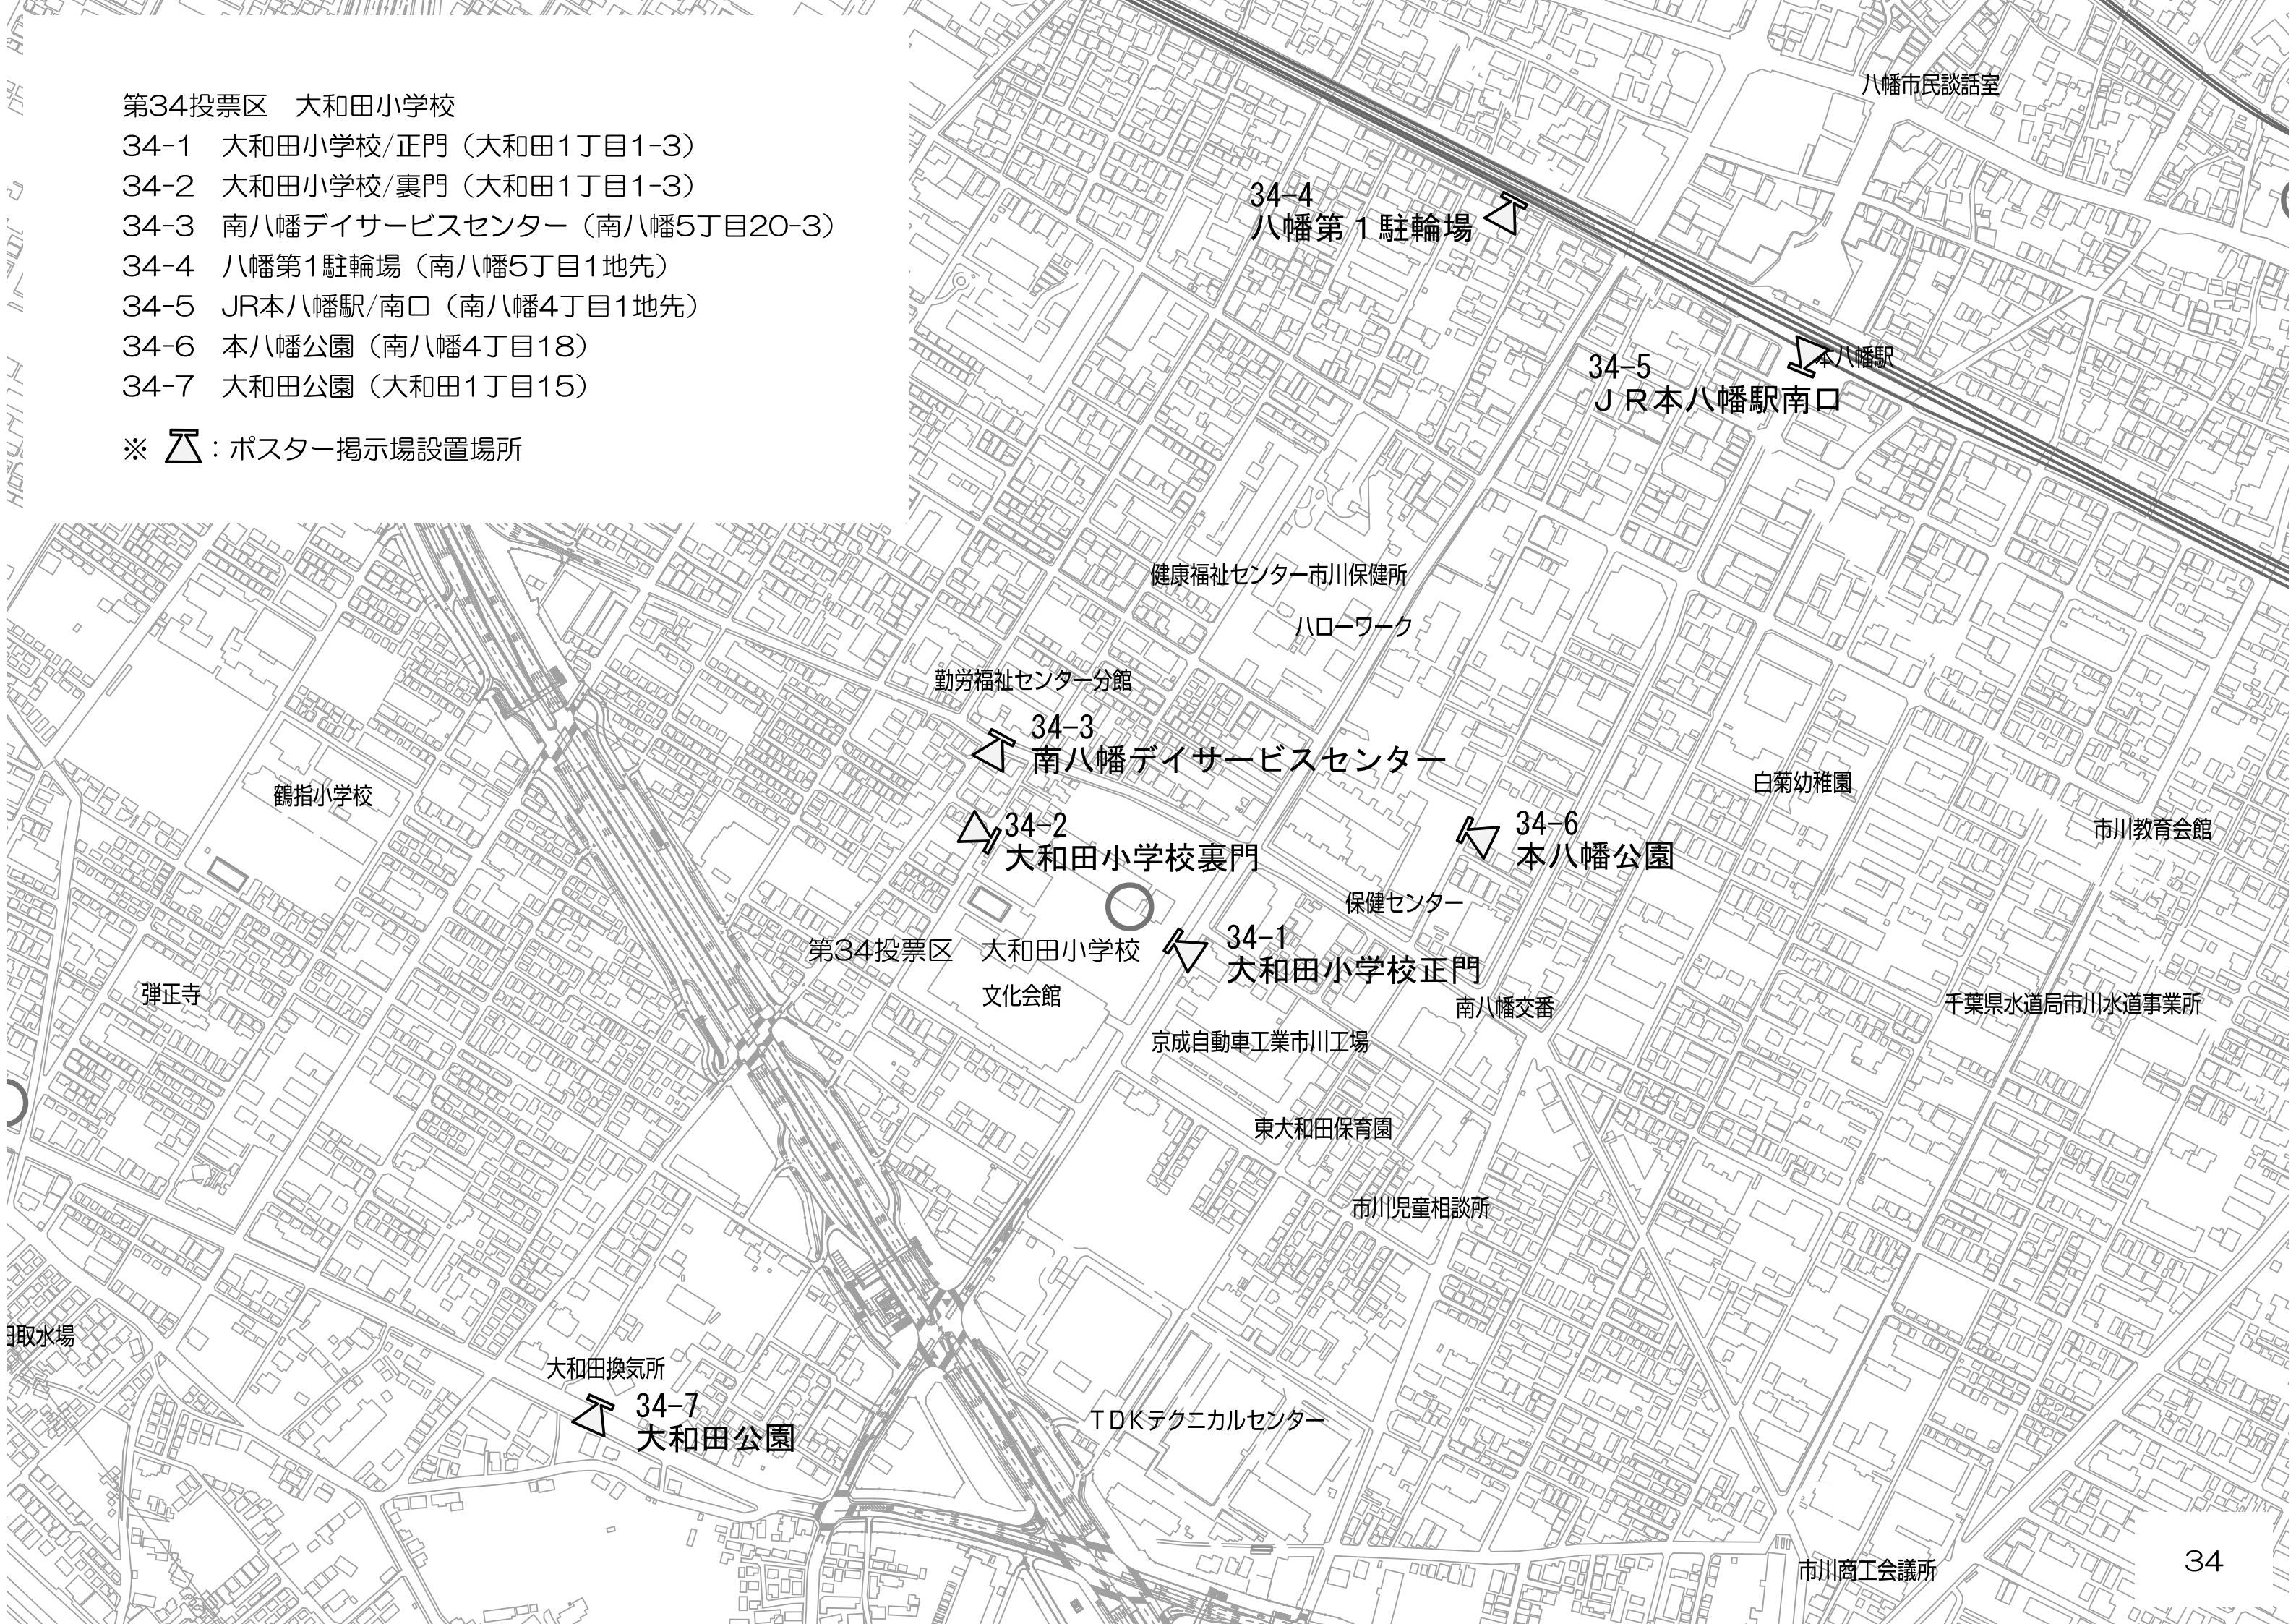 第34投票区　大和田小学校
34-1　大和田小学校/正門（大和田1丁目1-3）
34-2　大和田小学校/裏門（大和田1丁目1-3）
34-3　南八幡デイサービスセンター（南八幡5丁目20-3）
34-4　八幡第1駐輪場（南八幡5丁目1地先）
34-5　JR本八幡駅/南口（南八幡4丁目1地先）
34-6　本八幡公園（南八幡4丁目18）
34-7　大和田公園（大和田1丁目15）
※　：ポスター掲示場設置場所
八幡市民談話室
34-4
八幡第１駐輪場
本八幡駅
34-5
ＪＲ本八幡駅南口
健康福祉センター市川保健所
ハローワーク
勤労福祉センター分館
34-3
南八幡デイサービスセンター
鶴指小学校
白菊幼稚園
34-2
大和田小学校裏門
34-6
本八幡公園
市川教育会館
保健センター
第34投票区　大和田小学校
34-1
大和田小学校正門
弾正寺
文化会館
南八幡交番
千葉県水道局市川水道事業所
京成自動車工業市川工場
東大和田保育園
市川児童相談所
田取水場
大和田換気所
34-7
大和田公園
ＴＤＫテクニカルセンター
市川商工会議所
34